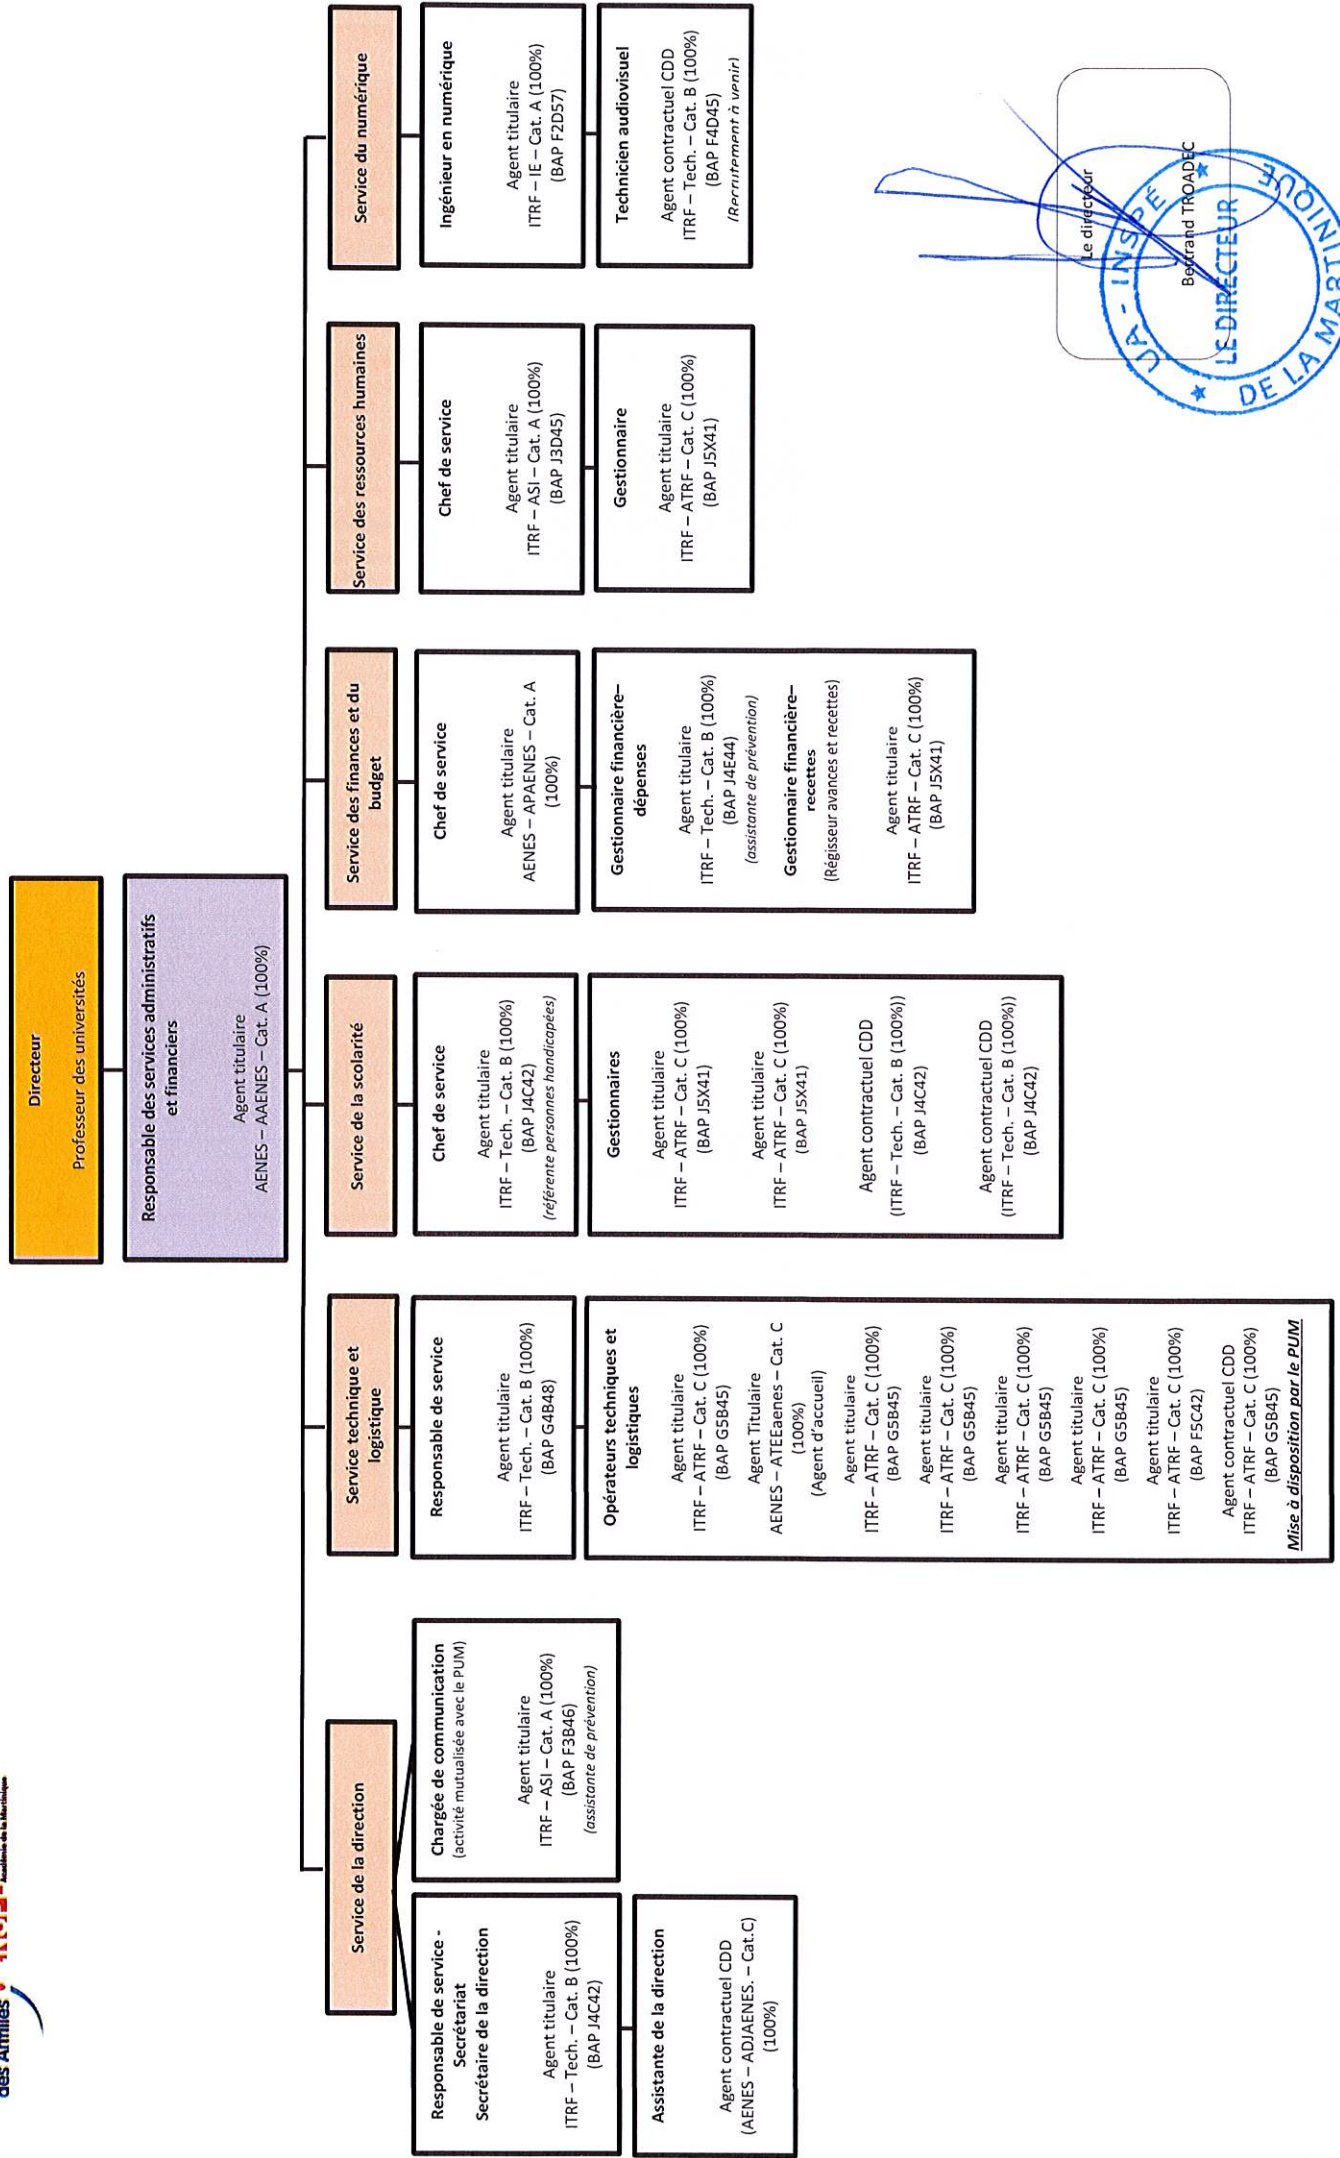 des Antilles
Académie de la Martinique
Directeur
Professeur des universités
Responsable des services administratifs
et financiers
Agent titulaire
AENES – AAENES – Cat. A (100%)
Service de la direction
Responsable de service -
Secrétariat
Secrétaire de la direction
Agent titulaire
ITRF – Tech. – Cat. B (100%)
(BAP J4C42)
Assistante de la direction
Agent contractuel CDD
(AENES – ADJAENES. – Cat.C)
(100%)
Chargée de communication
(activité mutualisée avec le PUM)
Agent titulaire
ITRF – ASI – Cat. A (100%)
(BAP F3B46)
(assistante de prévention)
Service technique et
logistique
Responsable de service
Agent titulaire
ITRF – Tech. – Cat. B (100%)
(BAP G4B48)
Opérateurs techniques et
logistiques
Agent titulaire
ITRF – ATRF – Cat. C (100%)
(BAP G5B45)
Agent Titulaire
AENES – ATEEaenes – Cat. C
(100%)
(Agent d'accueil)
Agent titulaire
ITRF – ATRF – Cat. C (100%)
(BAP G5B45)
Agent titulaire
ITRF – ATRF – Cat. C (100%)
(BAP G5B45)
Agent titulaire
ITRF – ATRF – Cat. C (100%)
(BAP G5B45)
Agent titulaire
ITRF – ATRF – Cat. C (100%)
(BAP G5B45)
Agent titulaire
ITRF – ATRF – Cat. C (100%)
(BAP F5C42)
Agent contractuel CDD
ITRF – ATRF – Cat. C (100%)
(BAP G5B45)
Mise à disposition par le PUM
Service de la scolarité
Chef de service
Agent titulaire
ITRF – Tech. – Cat. B (100%)
(BAP J4C42)
(référente personnes handicapées)
Gestionnaires
Agent titulaire
ITRF – ATRF – Cat. C (100%)
(BAP J5X41)
Agent titulaire
ITRF – ATRF – Cat. C (100%)
(BAP J5X41)
Agent contractuel CDD
(ITRF – Tech. – Cat. B (100%))
(BAP J4C42)
Agent contractuel CDD
(ITRF – Tech. – Cat. B (100%))
(BAP J4C42)
Service des finances et du
budget
Chef de service
Agent titulaire
AENES – APAENES – Cat. A
(100%)
Gestionnaire financière–
dépenses
Agent titulaire
ITRF – Tech. – Cat. B (100%)
(BAP J4E44)
(assistante de prévention)
Gestionnaire financière–
recettes
(Régisseur avances et recettes)
Agent titulaire
ITRF – ATRF – Cat. C (100%)
(BAP J5X41)
Service des ressources humaines
Chef de service
Agent titulaire
ITRF – ASI – Cat. A (100%)
(BAP J3D45)
Gestionnaire
Agent titulaire
ITRF – ATRF – Cat. C (100%)
(BAP J5X41)
Service du numérique
Ingénieur en numérique
Agent titulaire
ITRF – IE – Cat. A (100%)
(BAP F2D57)
Technicien audiovisuel
Agent contractuel CDD
ITRF – Tech. – Cat. B (100%)
(BAP F4D45)
(Recrutement à venir)
Le directeur
Bertrand TROADEC
UA - INSPÉ
LE DIRECTEUR
DE LA MARTINIQUE